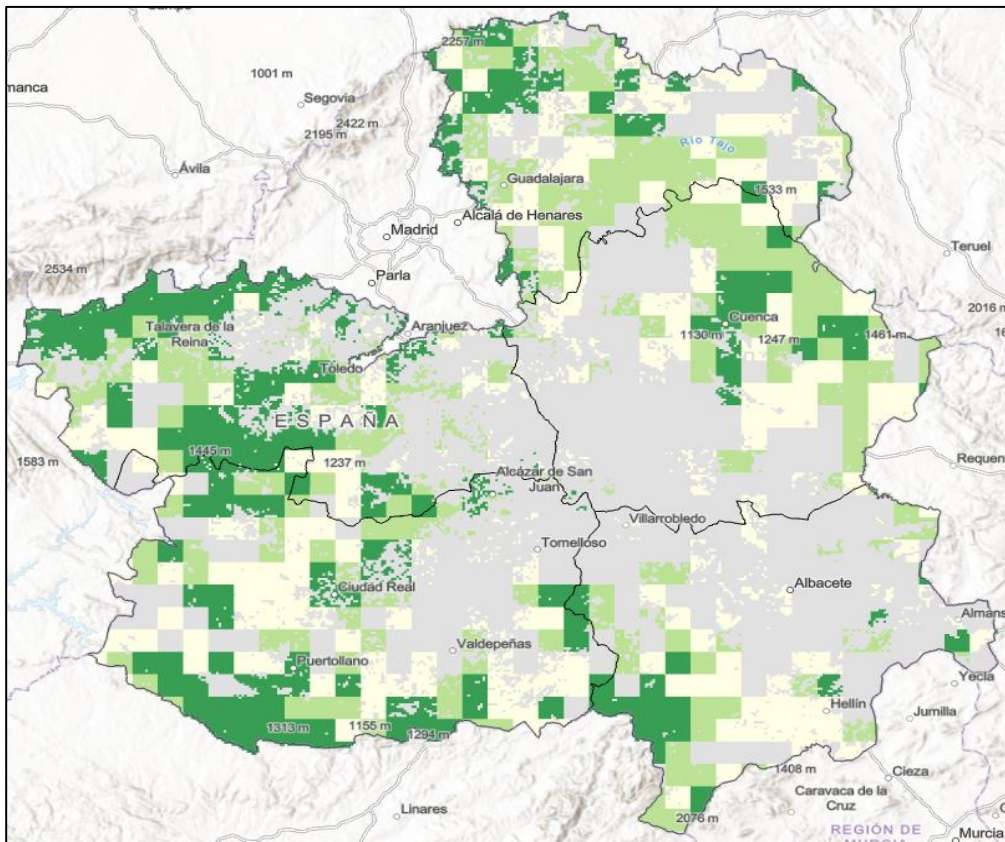 2257 m
1001 m
manca
Segovia
2422 m
2195 m
Río Tajo
Ávila
Guadalajara
1533 m
Alcalá de Henares
Madrid
Teruel
2534 m
Parla
2016 m
Talavera de la
Reina
Aranjuez
Cuenca
1130 m
1247 m
1461 m
Toledo
ESPAÑA
1445 m
1237 m
1583 m
Requen
Alcázar de San
Juan
Villarrobledo
Tomelloso
Ciudad Real
Albacete
Almans
Valdepeñas
Puertollano
Yecla
Hellín
Jumilla
1313 m
1155 m
1294 m
1408 m
Cieza
Linares
Caravaca de la
Cruz
2076 m
REGIÓN DE
Murcia